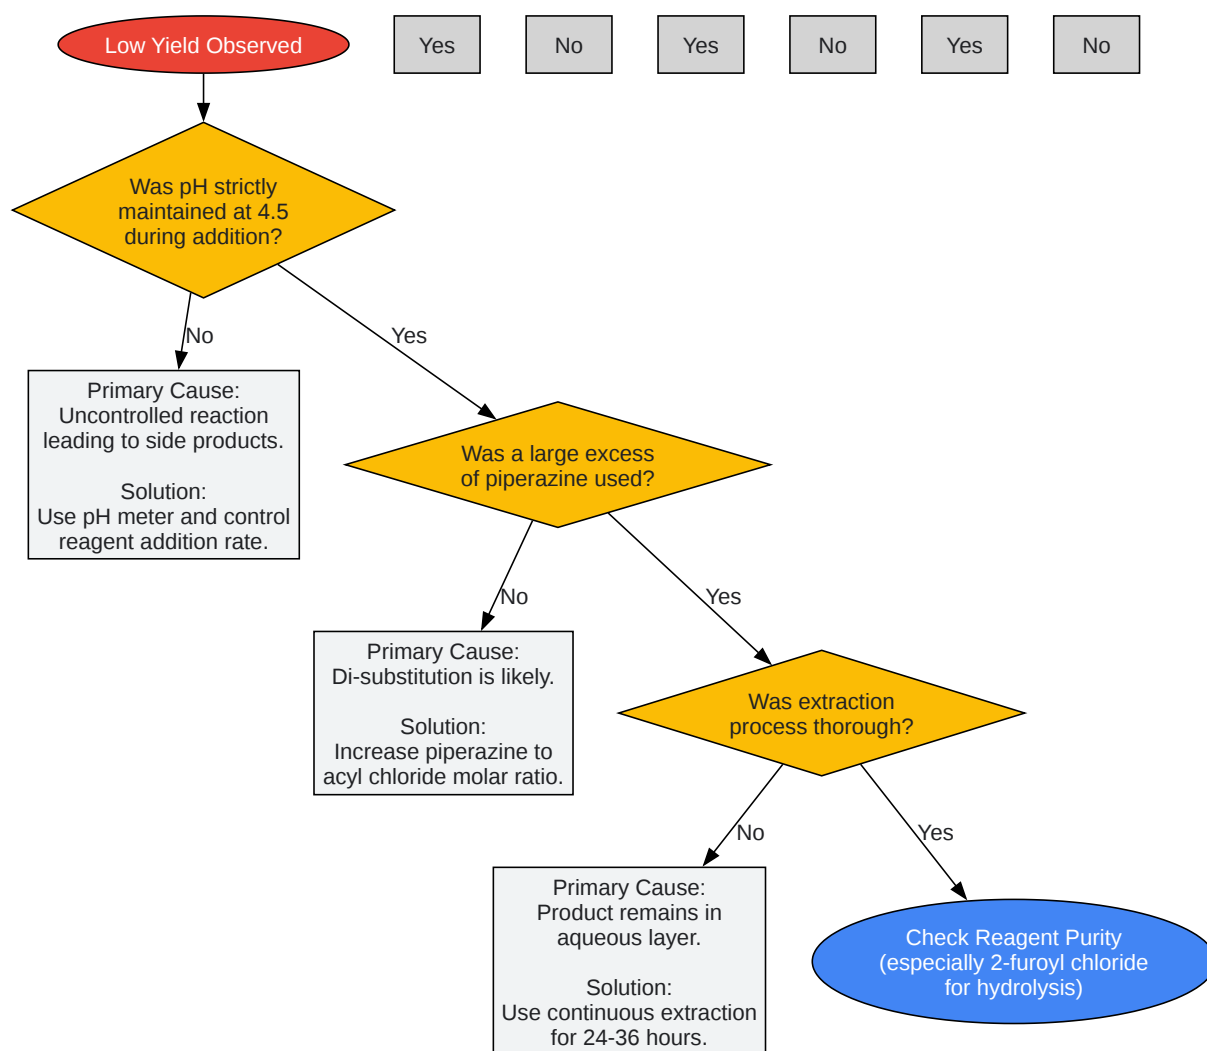 Low Yield Observed
Yes
No
Yes
No
Yes
No
Was pH strictly
maintained at 4.5
during addition?
No
Yes
Primary Cause:
Uncontrolled reaction
leading to side products.
Solution:
Use pH meter and control
reagent addition rate.
Was a large excess
of piperazine used?
No
Yes
Primary Cause:
Di-substitution is likely.
Solution:
Increase piperazine to
acyl chloride molar ratio.
Was extraction
process thorough?
No
Yes
Primary Cause:
Product remains in
aqueous layer.
Solution:
Use continuous extraction
for 24-36 hours.
Check Reagent Purity
(especially 2-furoyl chloride
for hydrolysis)